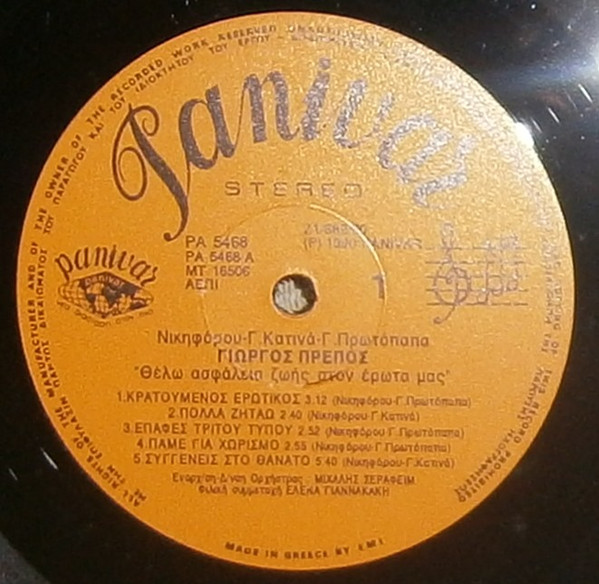 Panivar
STEREO
PA 5468
PA 5468-A
MT 16506
ΑΕΠΙ
1
panivar
PANIVAR
Νικηφόρου-Γ.Κατινά-Γ.Πρωτόπαπα
ΓΙΩΡΓΟΣ ΠΡΕΠΟΣ
"Θέλω ασφάλεια ζωής στον έρωτα μας"
1.ΚΡΑΤΟΥΜΕΝΟΣ ΕΡΩΤΙΚΟΣ 3.12 (Νικηφόρου-Γ.Πρωτόπαπα)
2.ΠΟΛΛΑ ΖΗΤΑΩ 2.40 (Νικηφόρου-Γ.Κατινά)
3.ΕΠΑΦΕΣ ΤΡΙΤΟΥ ΤΥΠΟΥ 2.52 (Νικηφόρου-Γ.Πρωτόπαπα)
4.ΠΑΜΕ ΓΙΑ ΧΩΡΙΣΜΟ 2.55 (Νικηφόρου-Γ.Πρωτόπαπα)
5.ΣΥΓΓΕΝΕΙΣ ΣΤΟ ΘΑΝΑΤΟ 5.40 (Νικηφόρου-Γ.Κατινά)
Ενορχ/ση-Δ/νση Ορχήστρας : ΜΙΧΑΛΗΣ ΣΕΡΑΦΕΙΜ
Φιλική συμμετοχή ΕΛΕΝΑ ΓΙΑΝΝΑΚΑΚΗ
MADE IN GREECE BY EMI
ALL RIGHTS OF THE MANUFACTURER AND OF THE OWNER OF THE RECORDED WORK RESERVED